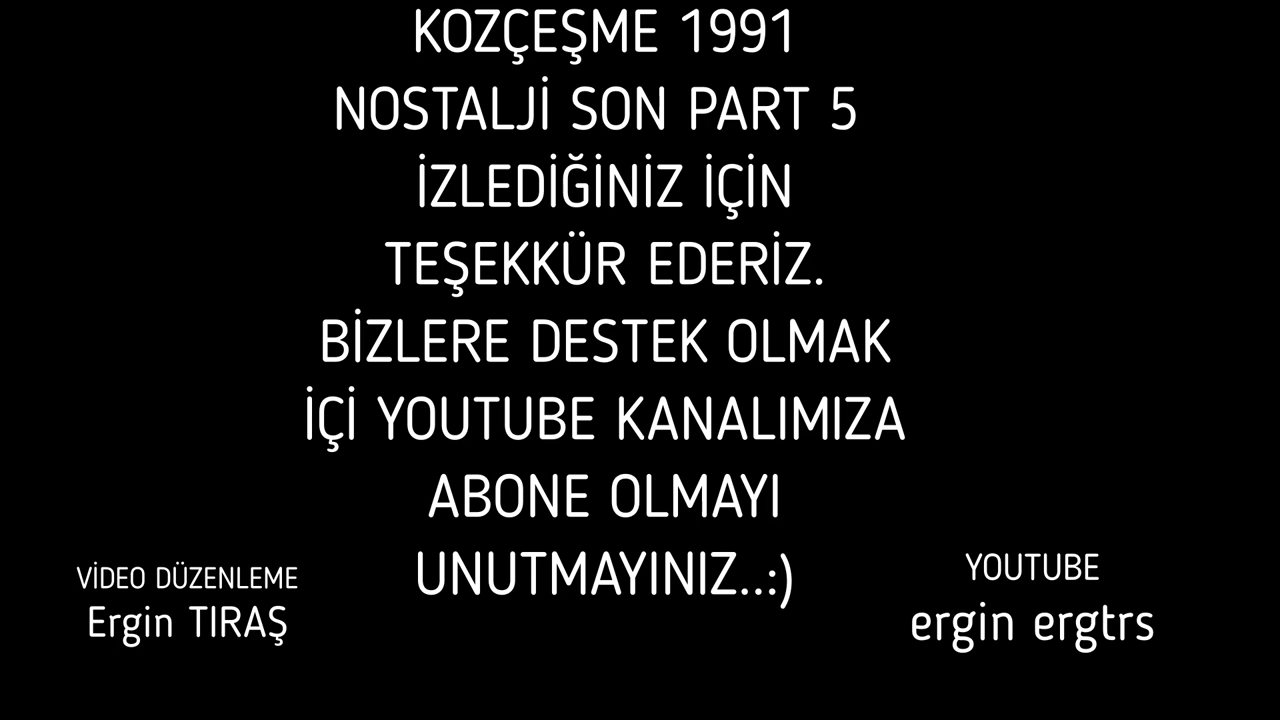 KOZÇEŞME 1991
NOSTALJİ SON PART 5
İZLEDİĞİNİZ İÇİN
TEŞEKKÜR EDERİZ.
BİZLERE DESTEK OLMAK
İÇİ YOUTUBE KANALIMIZA
ABONE OLMAYI
UNUTMAYINIZ..:)
VİDEO DÜZENLEME
Ergin TIRAŞ
YOUTUBE
ergin ergtrs